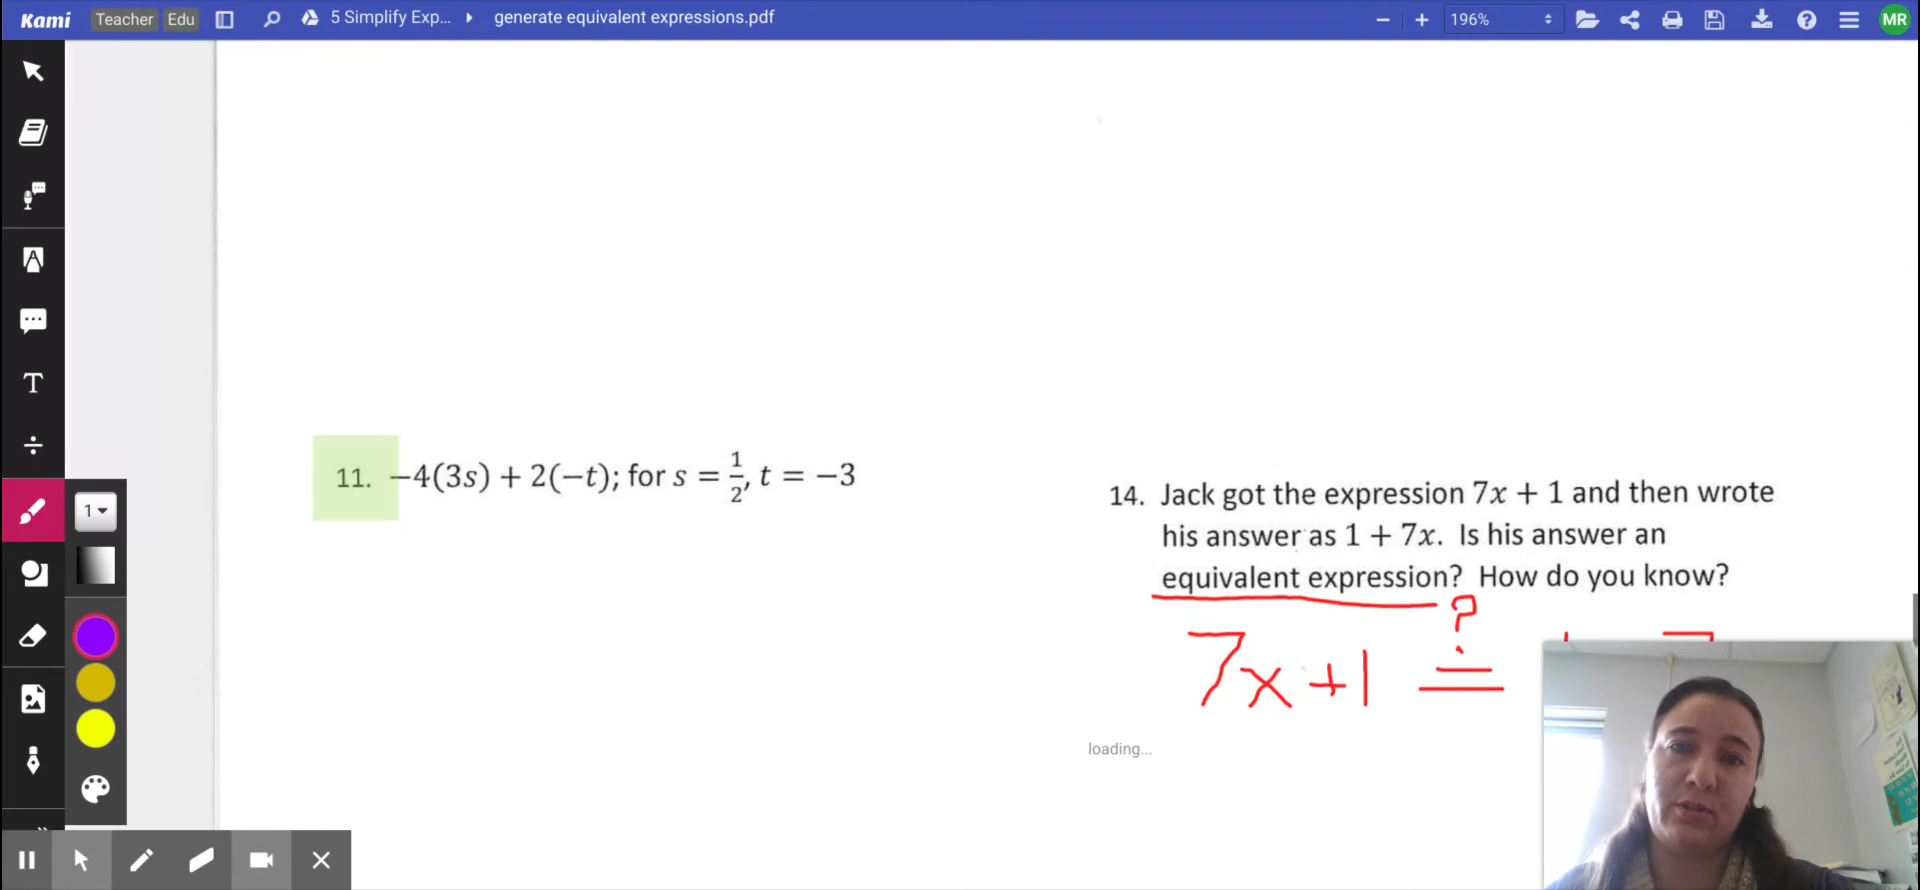 Kami Teacher Edu 5 Simplify Exp... generate equivalent expressions.pdf 196% MR
T
1
11. −4(3s) + 2(−t); for s = 1/2, t = −3
14. Jack got the expression 7x + 1 and then wrote
his answer as 1 + 7x. Is his answer an
equivalent expression? How do you know?
?
7x+1 =
loading...